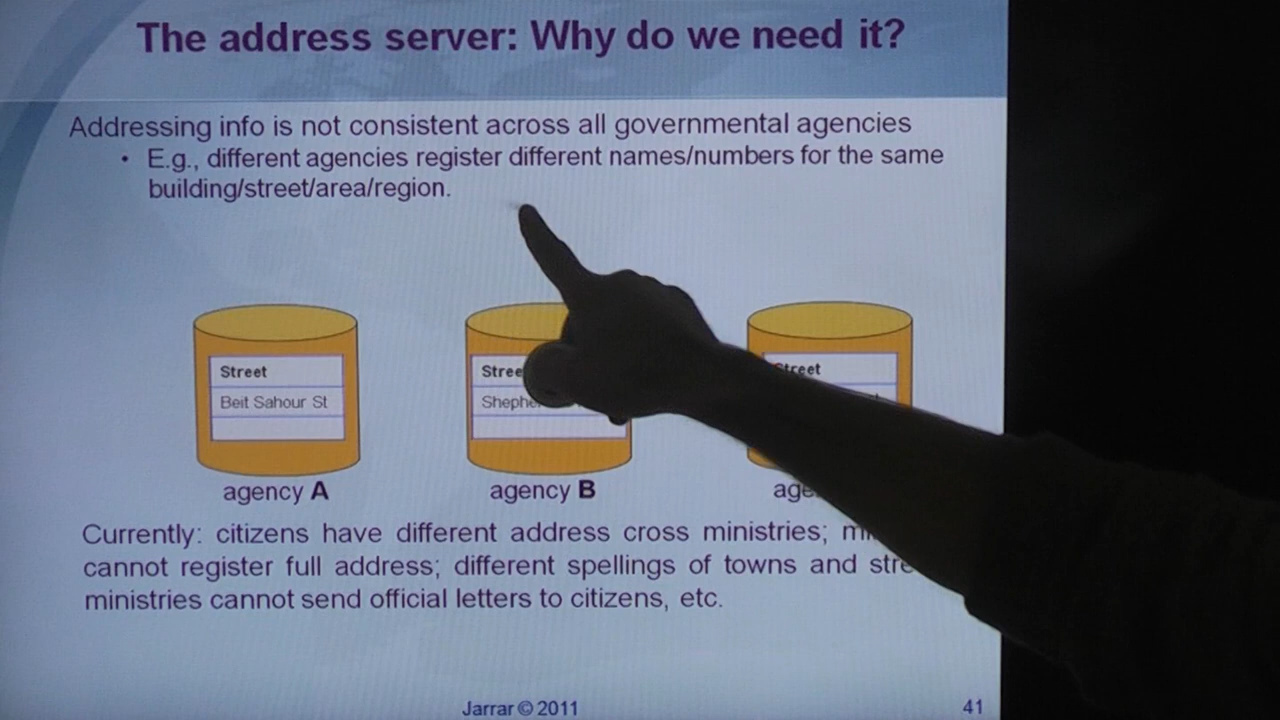 The address server: Why do we need it?
Addressing info is not consistent across all governmental agencies
• E.g., different agencies register different names/numbers for the same
building/street/area/region.
Street
Beit Sahour St
agency A
agency B
Currently: citizens have different address cross ministries;
cannot register full address; different spellings of towns and
ministries cannot send official letters to citizens, etc.
Jarrar © 2011
41